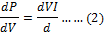 dP/dV = dVI/d … … (2)